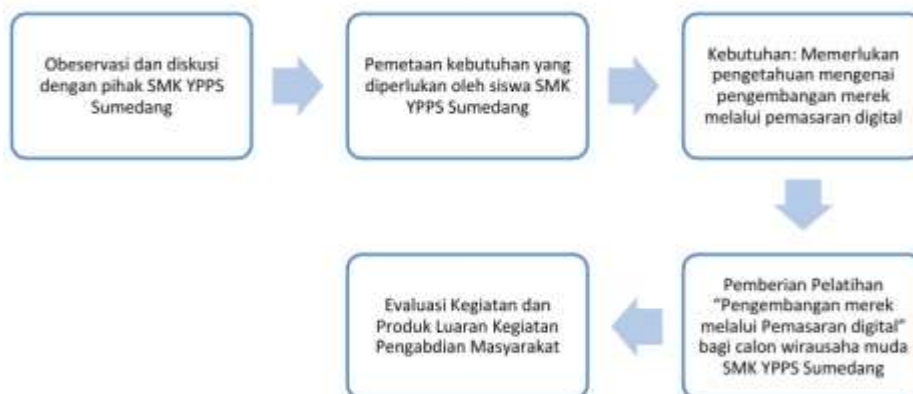 Obeservasi dan diskusi
dengan pihak SMK YPPS
Sumedang
Pemetaan kebutuhan yang
diperlukan oleh siswa SMK
YPPS Sumedang
Kebutuhan: Memerlukan
pengetahuan mengenai
pengembangan merek
melalui pemasaran digital
Pemberian Pelatihan
"Pengembangan merek
melalui Pemasaran digital"
bagi calon wirausaha muda
SMK YPPS Sumedang
Evaluasi Kegiatan dan
Produk Luaran Kegiatan
Pengabdian Masyarakat